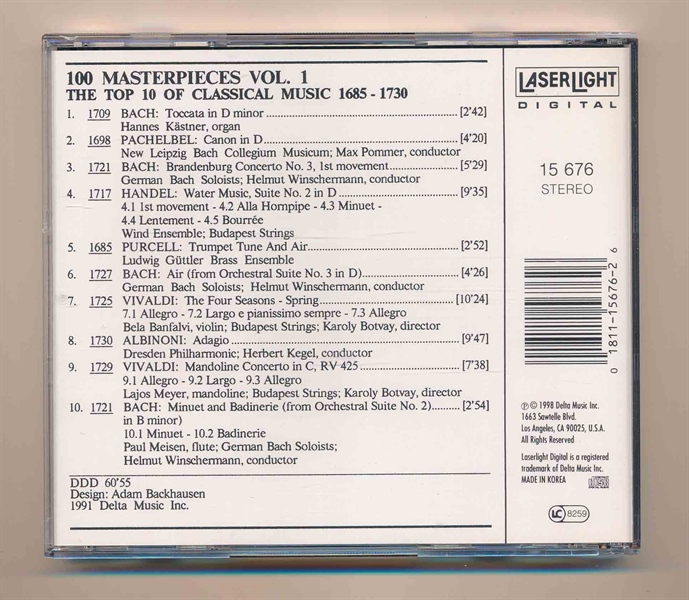 100 MASTERPIECES VOL. 1
THE TOP 10 OF CLASSICAL MUSIC 1685 - 1730
1. 1709 BACH: Toccata in D minor [2'42]
Hannes Kästner, organ
2. 1698 PACHELBEL: Canon in D [4'20]
New Leipzig Bach Collegium Musicum; Max Pommer, conductor
3. 1721 BACH: Brandenburg Concerto No. 3, 1st movement [5'29]
German Bach Soloists; Helmut Winschermann, conductor
4. 1717 HANDEL: Water Music, Suite No. 2 in D [9'35]
4.1 1st movement - 4.2 Alla Hornpipe - 4.3 Minuet -
4.4 Lentement - 4.5 Bourrée
Wind Ensemble; Budapest Strings
5. 1685 PURCELL: Trumpet Tune And Air [2'52]
Ludwig Güttler Brass Ensemble
6. 1727 BACH: Air (from Orchestral Suite No. 3 in D) [4'26]
German Bach Soloists; Helmut Winschermann, conductor
7. 1725 VIVALDI: The Four Seasons - Spring [10'24]
7.1 Allegro - 7.2 Largo e pianissimo sempre - 7.3 Allegro
Bela Banfalvi, violin; Budapest Strings; Karoly Botvay, director
8. 1730 ALBINONI: Adagio [9'47]
Dresden Philharmonic; Herbert Kegel, conductor
9. 1729 VIVALDI: Mandoline Concerto in C, RV 425 [7'38]
9.1 Allegro - 9.2 Largo - 9.3 Allegro
Lajos Meyer, mandoline; Budapest Strings; Karoly Botvay, director
10. 1721 BACH: Minuet and Badinerie (from Orchestral Suite No. 2) [2'54]
in B minor)
10.1 Minuet - 10.2 Badinerie
Paul Meisen, flute; German Bach Soloists;
Helmut Winschermann, conductor
DDD 60'55
Design: Adam Backhausen
1991 Delta Music Inc.
LASERLIGHT
DIGITAL
15 676
STEREO
0 1811-15676-2 6
℗ © 1998 Delta Music Inc.
1663 Sawtelle Blvd.
Los Angeles, CA 90025, U.S.A.
All Rights Reserved
Laserlight Digital is a registered
trademark of Delta Music Inc.
MADE IN KOREA
LC 8259